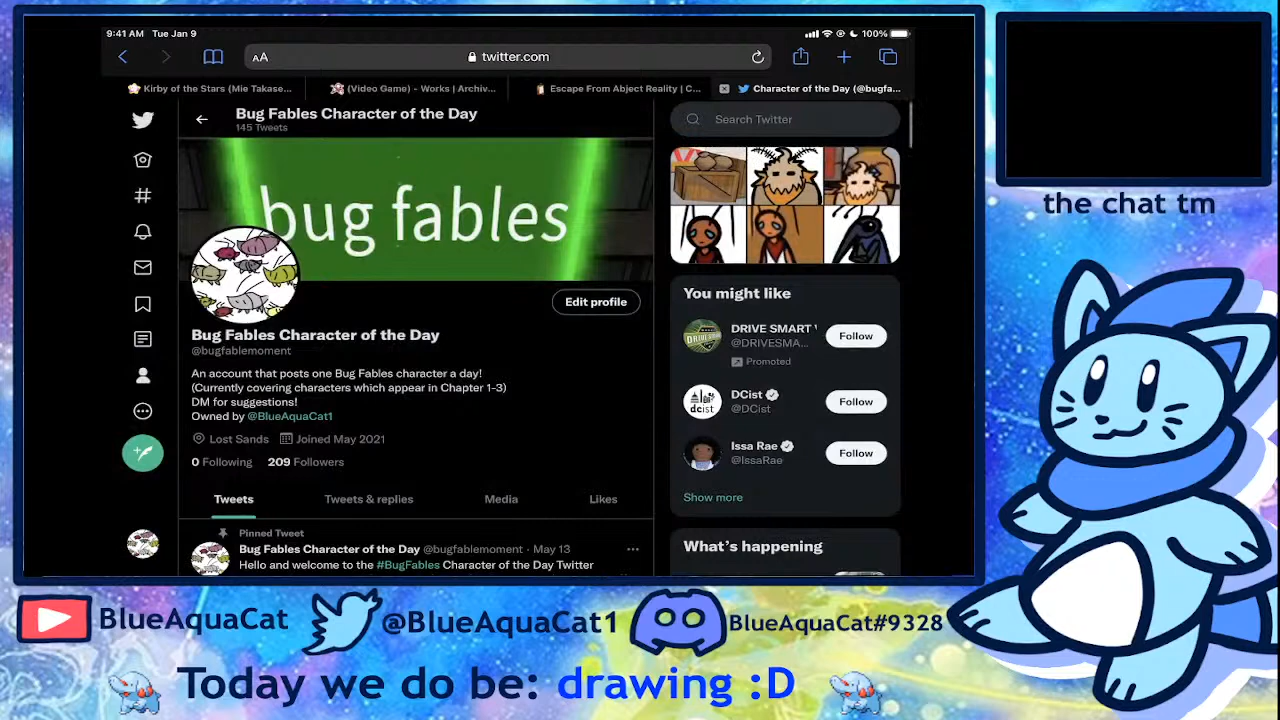 9:41 AM Tue Jan 9
100%
AA
twitter.com
Kirby of the Stars (Mie Takase...
(Video Game) - Works | Archiv...
Escape From Abject Reality | C...
Character of the Day (@bugfa...
Bug Fables Character of the Day
145 Tweets
Search Twitter
bug fables
Edit profile
Bug Fables Character of the Day
@bugfablemoment
An account that posts one Bug Fables character a day!
(Currently covering characters which appear in Chapter 1-3)
DM for suggestions!
Owned by @BlueAquaCat1
Lost Sands Joined May 2021
0 Following 209 Followers
Tweets Tweets & replies Media Likes
Pinned Tweet
Bug Fables Character of the Day @bugfablemoment · May 13
Hello and welcome to the #BugFables Character of the Day Twitter
You might like
DRIVE SMART
@DRIVESMA...
Promoted
Follow
DCist
@DCist
Follow
dcist
Issa Rae
@IssaRae
Follow
Show more
What's happening
the chat tm
BlueAquaCat
@BlueAquaCat1
BlueAquaCat#9328
Today we do be: drawing :D